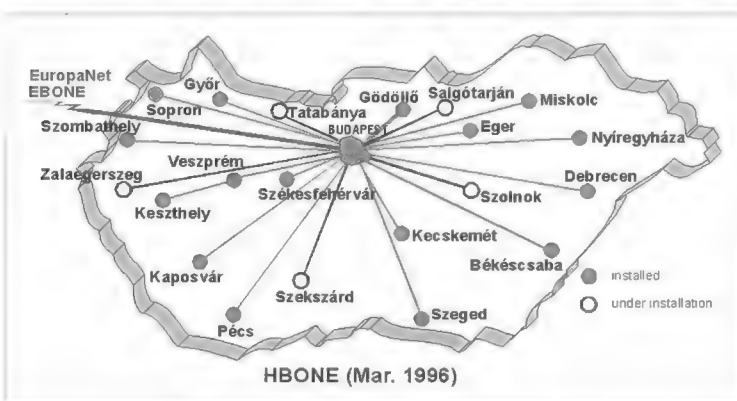 EuropaNet
EBONE
Győr
Sopron
Tatabánya
Gödöllő
Salgótarján
Miskolc
Szombathely
BUDAPEST
Eger
Nyíregyháza
Zalaegerszeg
Veszprém
Székesfehérvár
Szolnok
Debrecen
Keszthely
Kecskemét
Kaposvár
Szekszárd
Békéscsaba
installed
under installation
Pécs
Szeged
HBONE (Mar. 1996)